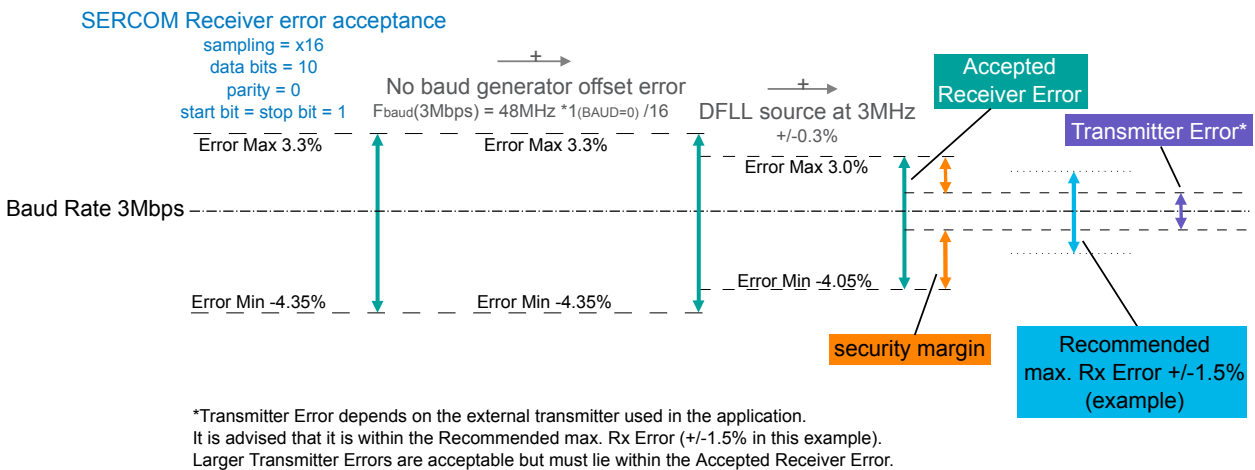 SERCOM Receiver error acceptance
sampling = x16
data bits = 10
parity = 0
start bit = stop bit = 1
+
No baud generator offset error
Fbaud(3Mbps) = 48MHz *1(BAUD=0) /16
+
DFLL source at 3MHz
+/-0.3%
Accepted
Receiver Error
Transmitter Error*
Error Max 3.3%
Error Max 3.3%
Error Max 3.0%
Baud Rate 3Mbps
Error Min -4.35%
Error Min -4.35%
Error Min -4.05%
security margin
Recommended
max. Rx Error +/-1.5%
(example)
*Transmitter Error depends on the external transmitter used in the application.
It is advised that it is within the Recommended max. Rx Error (+/-1.5% in this example).
Larger Transmitter Errors are acceptable but must lie within the Accepted Receiver Error.